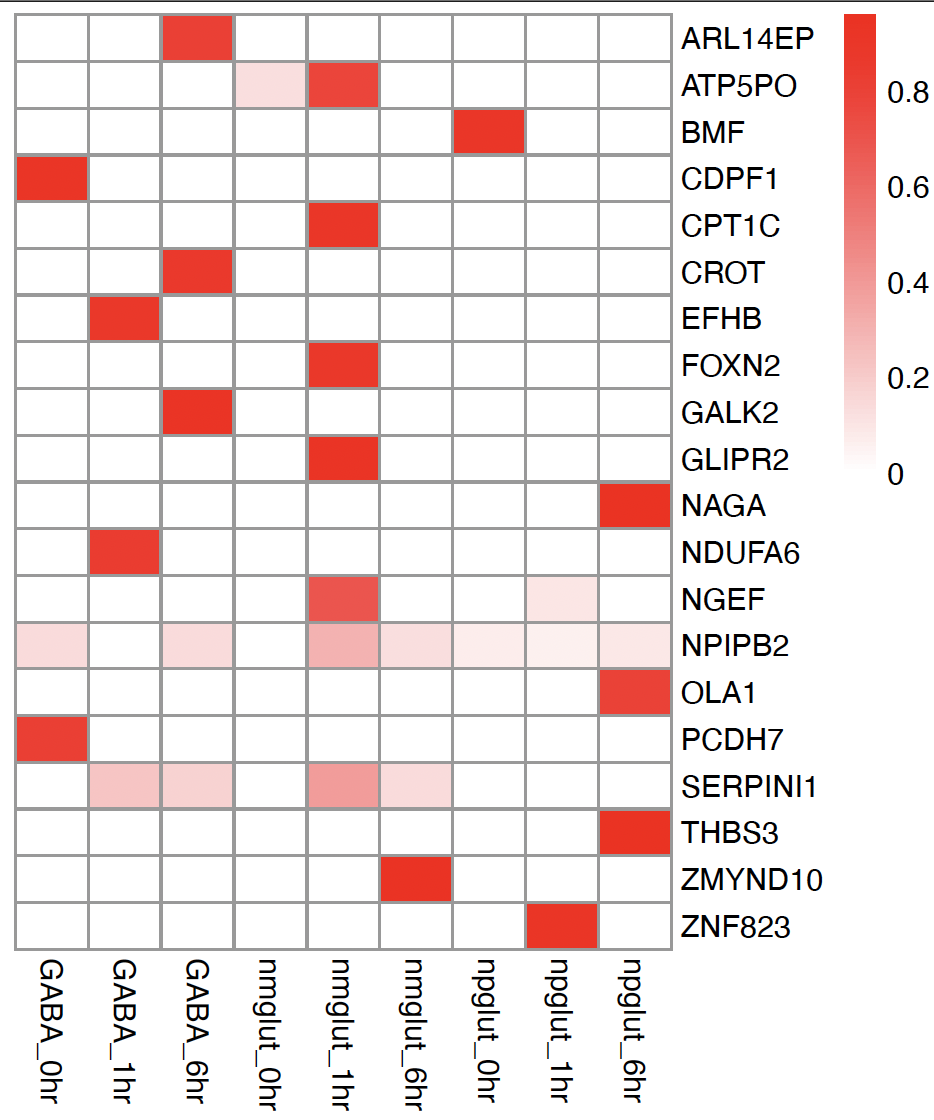 ARL14EP
ATP5PO
BMF
CDPF1
CPT1C
CROT
EFHB
FOXN2
GALK2
GLIPR2
NAGA
NDUFA6
NGEF
NPIPB2
OLA1
PCDH7
SERPINI1
THBS3
ZMYND10
ZNF823
0.8
0.6
0.4
0.2
0
GABA_0hr
GABA_1hr
GABA_6hr
nmglut_0hr
nmglut_1hr
nmglut_6hr
npglut_0hr
npglut_1hr
npglut_6hr